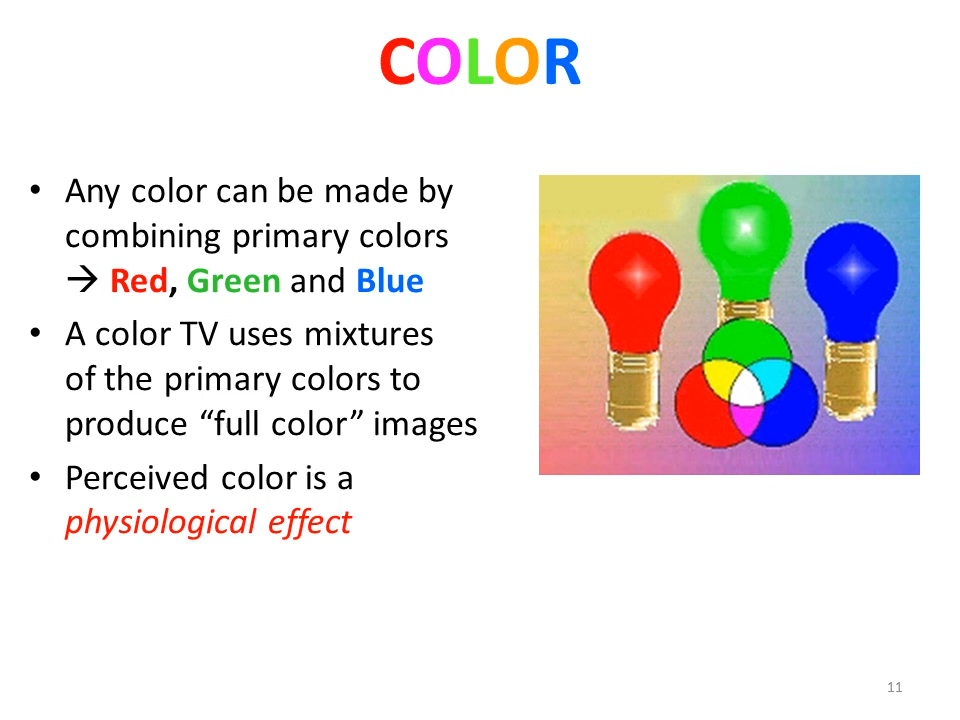 COLOR
• Any color can be made by
combining primary colors
→ Red, Green and Blue
• A color TV uses mixtures
of the primary colors to
produce “full color” images
• Perceived color is a
physiological effect
11